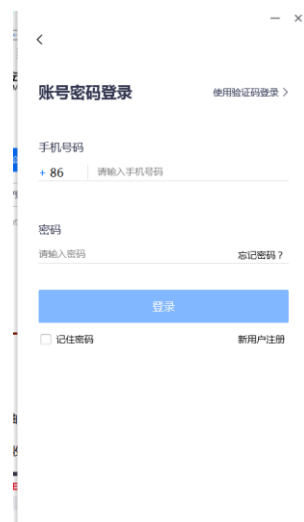 账号密码登录
使用验证码登录
手机号码
+ 86 请输入手机号码
密码
请输入密码
忘记密码？
登录
记住密码
新用户注册